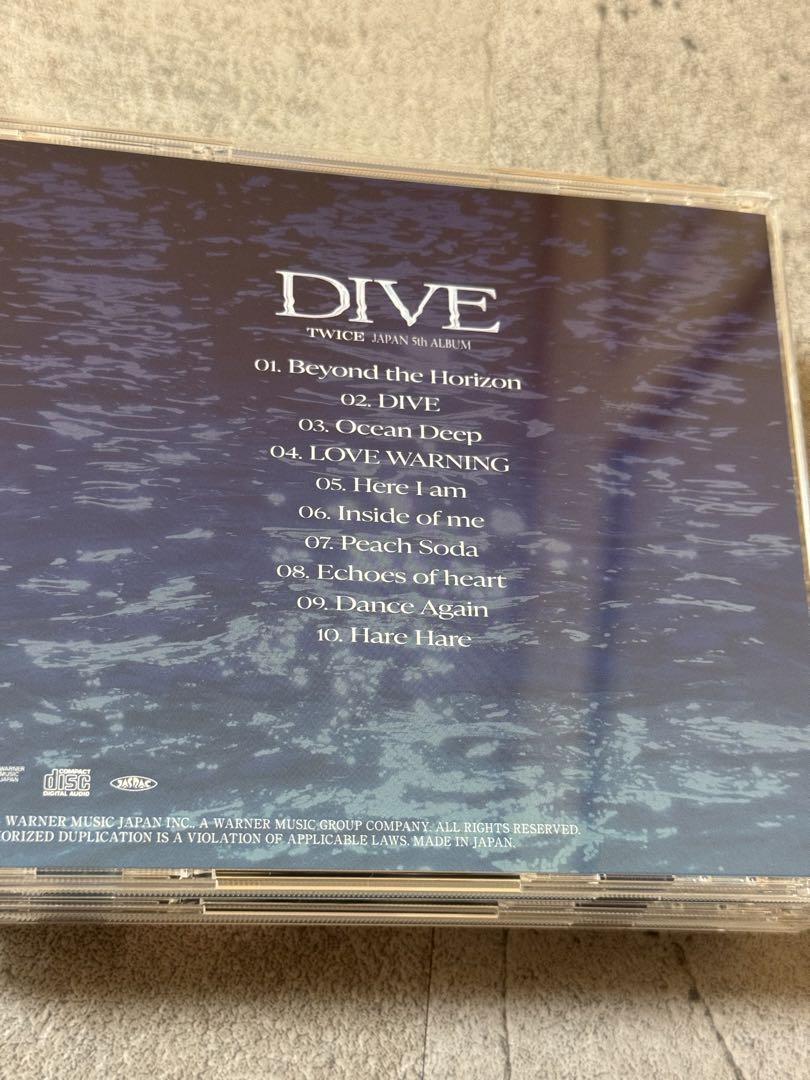 DIVE
TWICE JAPAN 5th ALBUM
01. Beyond the Horizon
02. DIVE
03. Ocean Deep
04. LOVE WARNING
05. Here I am
06. Inside of me
07. Peach Soda
08. Echoes of heart
09. Dance Again
10. Hare Hare
WARNER
MUSIC
JAPAN
COMPACT
disc
DIGITAL AUDIO
JASRAC
WARNER MUSIC JAPAN INC., A WARNER MUSIC GROUP COMPANY. ALL RIGHTS RESERVED.
HORIZED DUPLICATION IS A VIOLATION OF APPLICABLE LAWS. MADE IN JAPAN.